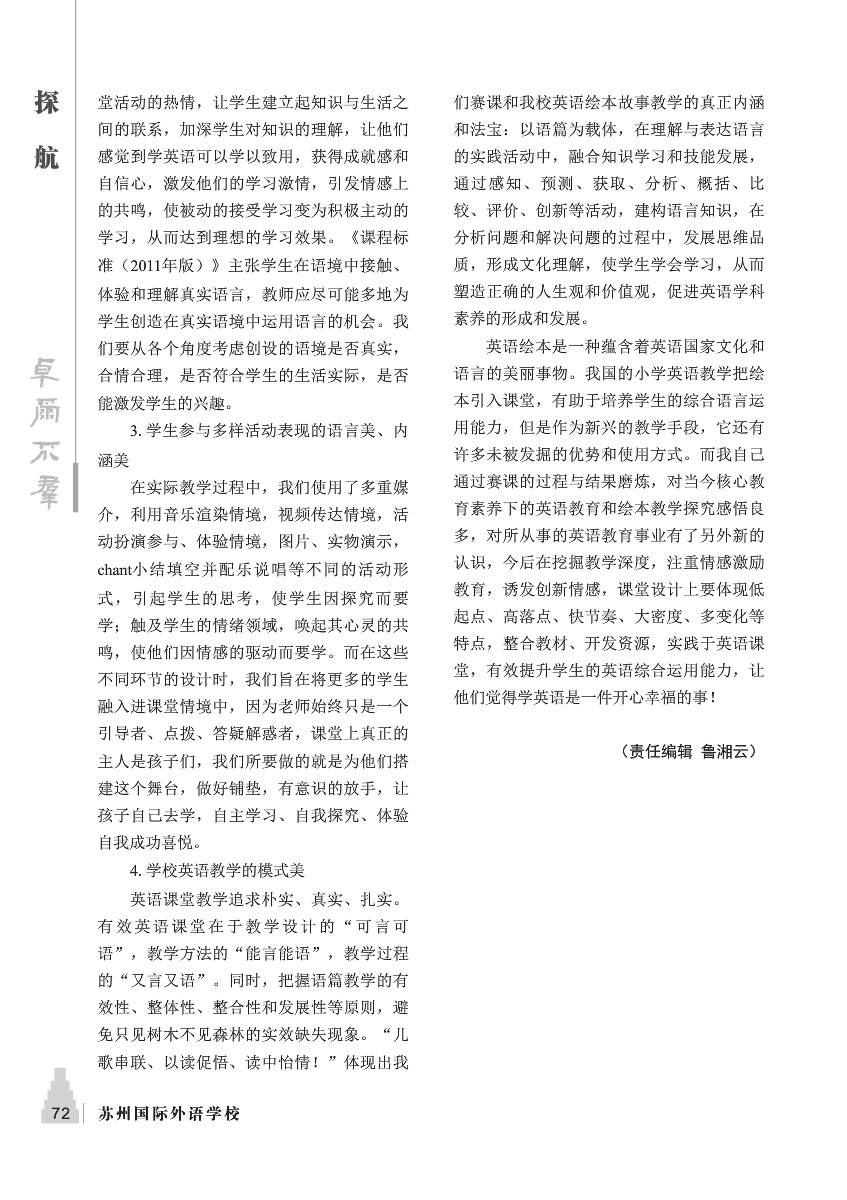 探
航
卓尔不群
堂活动的热情，让学生建立起知识与生活之
间的联系，加深学生对知识的理解，让他们
感觉到学英语可以学以致用，获得成就感和
自信心，激发他们的学习激情，引发情感上
的共鸣，使被动的接受学习变为积极主动的
学习，从而达到理想的学习效果。《课程标
准（2011年版）》主张学生在语境中接触、
体验和理解真实语言，教师应尽可能多地为
学生创造在真实语境中运用语言的机会。我
们要从各个角度考虑创设的语境是否真实，
合情合理，是否符合学生的生活实际，是否
能激发学生的兴趣。
3. 学生参与多样活动表现的语言美、内
涵美
在实际教学过程中，我们使用了多重媒
介，利用音乐渲染情境，视频传达情境，活
动扮演参与、体验情境，图片、实物演示，
chant小结填空并配乐说唱等不同的活动形
式，引起学生的思考，使学生因探究而要
学；触及学生的情绪领域，唤起其心灵的共
鸣，使他们因情感的驱动而要学。而在这些
不同环节的设计时，我们旨在将更多的学生
融入进课堂情境中，因为老师始终只是一个
引导者、点拨、答疑解惑者，课堂上真正的
主人是孩子们，我们所要做的就是为他们搭
建这个舞台，做好铺垫，有意识的放手，让
孩子自己去学，自主学习、自我探究、体验
自我成功喜悦。
4. 学校英语教学的模式美
英语课堂教学追求朴实、真实、扎实。
有效英语课堂在于教学设计的“可言可
语”，教学方法的“能言能语”，教学过程
的“又言又语”。同时，把握语篇教学的有
效性、整体性、整合性和发展性等原则，避
免只见树木不见森林的实效缺失现象。“儿
歌串联、以读促悟、读中怡情！”体现出我
们赛课和我校英语绘本故事教学的真正内涵
和法宝：以语篇为载体，在理解与表达语言
的实践活动中，融合知识学习和技能发展，
通过感知、预测、获取、分析、概括、比
较、评价、创新等活动，建构语言知识，在
分析问题和解决问题的过程中，发展思维品
质，形成文化理解，使学生学会学习，从而
塑造正确的人生观和价值观，促进英语学科
素养的形成和发展。
英语绘本是一种蕴含着英语国家文化和
语言的美丽事物。我国的小学英语教学把绘
本引入课堂，有助于培养学生的综合语言运
用能力，但是作为新兴的教学手段，它还有
许多未被发掘的优势和使用方式。而我自己
通过赛课的过程与结果磨炼，对当今核心教
育素养下的英语教育和绘本教学探究感悟良
多，对所从事的英语教育事业有了另外新的
认识，今后在挖掘教学深度，注重情感激励
教育，诱发创新情感，课堂设计上要体现低
起点、高落点、快节奏、大密度、多变化等
特点，整合教材、开发资源，实践于英语课
堂，有效提升学生的英语综合运用能力，让
他们觉得学英语是一件开心幸福的事！
（责任编辑 鲁湘云）
72
苏州国际外语学校